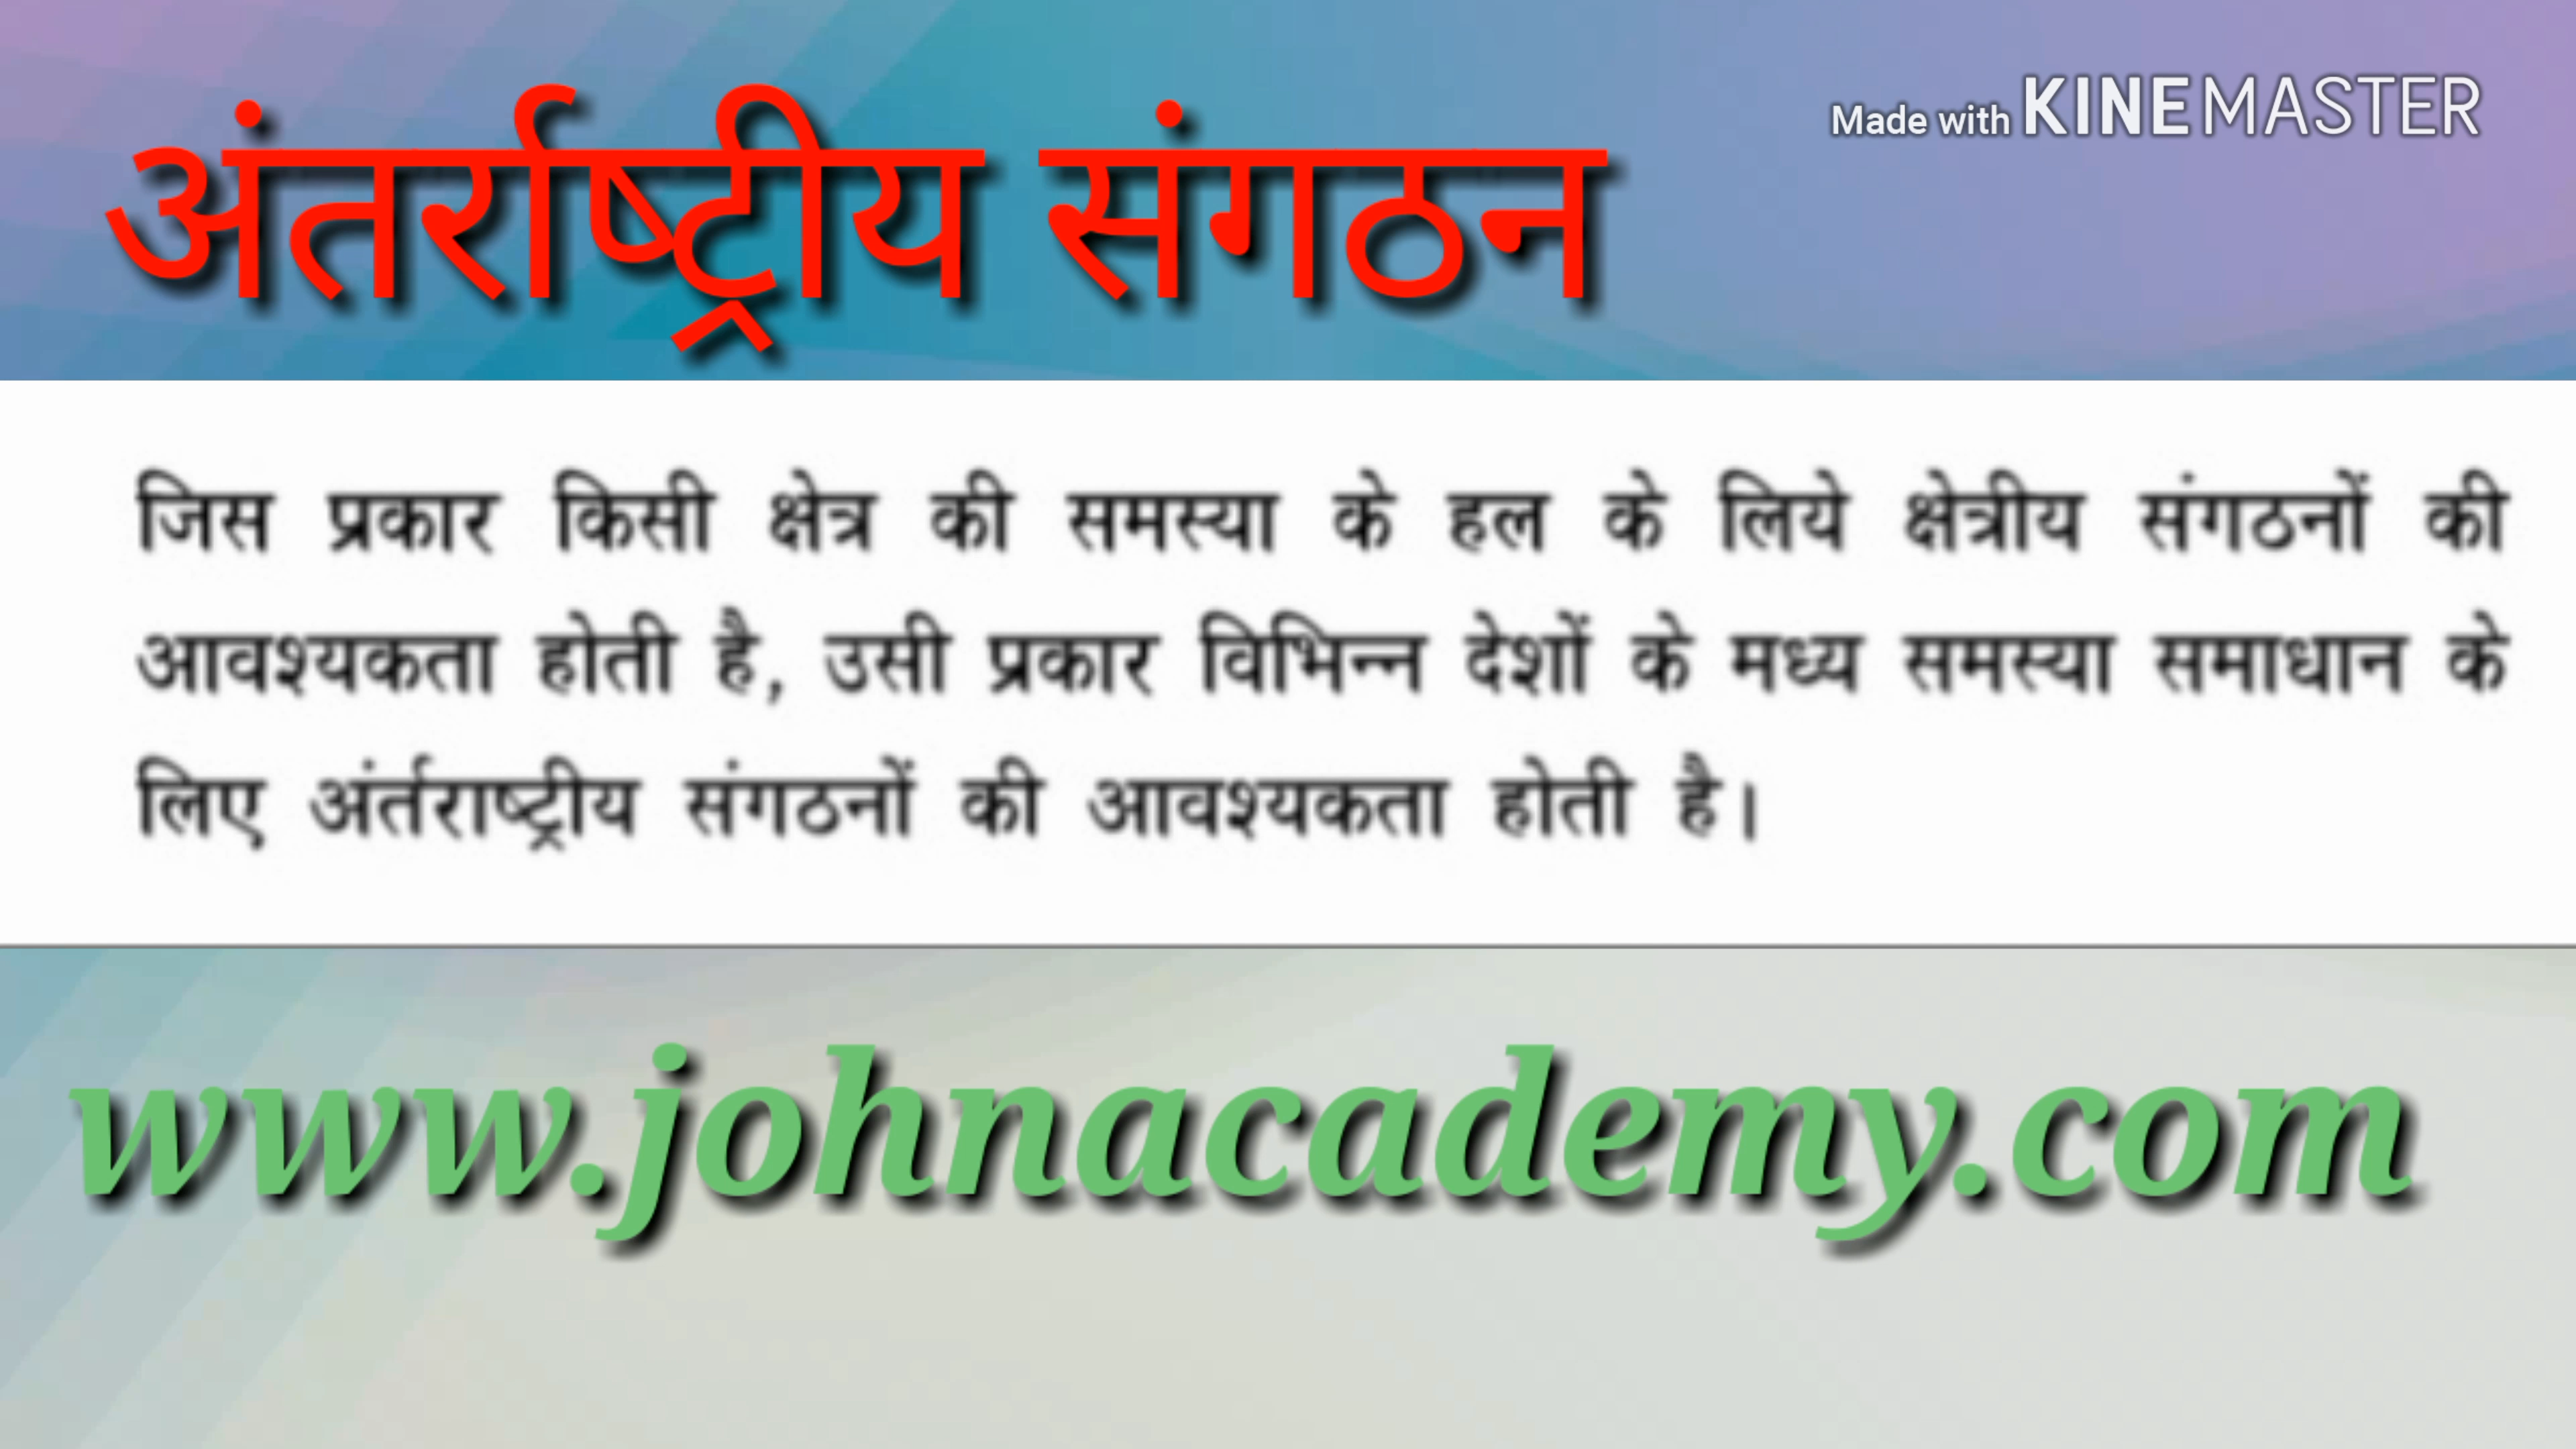 अंतर्राष्ट्रीय संगठन
Made with KINEMASTER
जिस प्रकार किसी क्षेत्र की समस्या के हल के लिये क्षेत्रीय संगठनों की
आवश्यकता होती है, उसी प्रकार विभिन्न देशों के मध्य समस्या समाधान के
लिए अंर्तराष्ट्रीय संगठनों की आवश्यकता होती है।
www.johnacademy.com